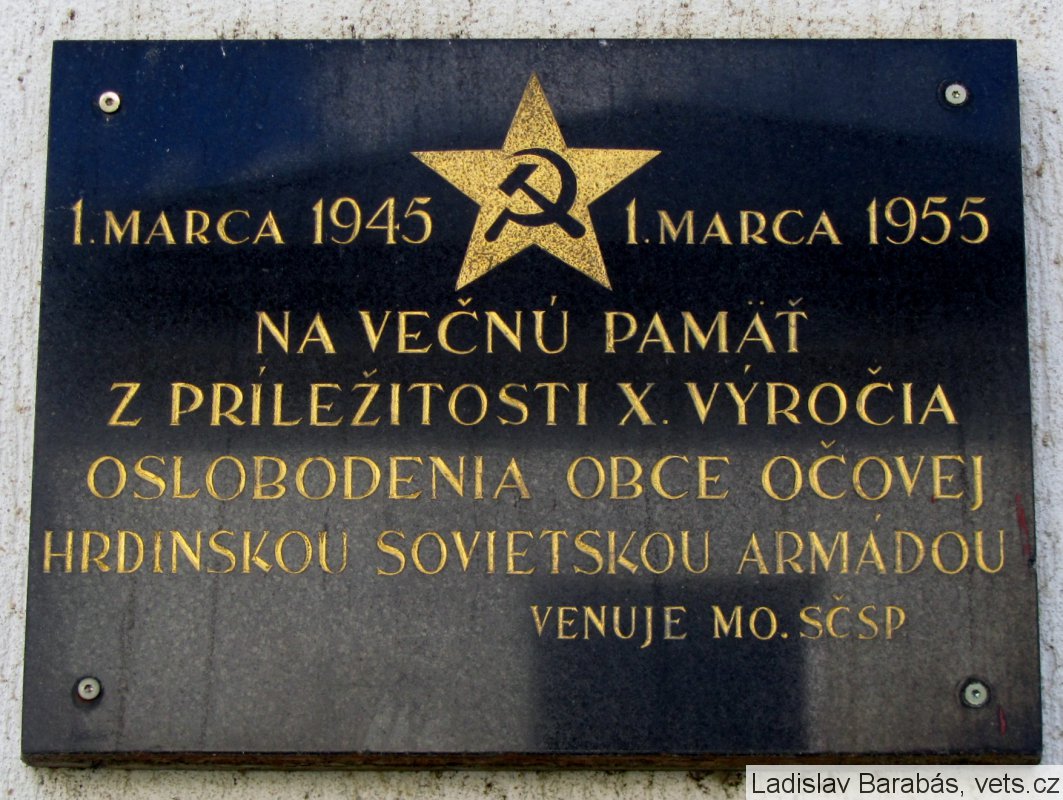 1. MARCA 1945 1. MARCA 1955
NA VEČNÚ PAMÄŤ
Z PRÍLEŽITOSTI X. VÝROČIA
OSLOBODENIA OBCE OČOVEJ
HRDINSKOU SOVIETSKOU ARMÁDOU
VENUJE MO. SČSP
Ladislav Barabás, vets.cz